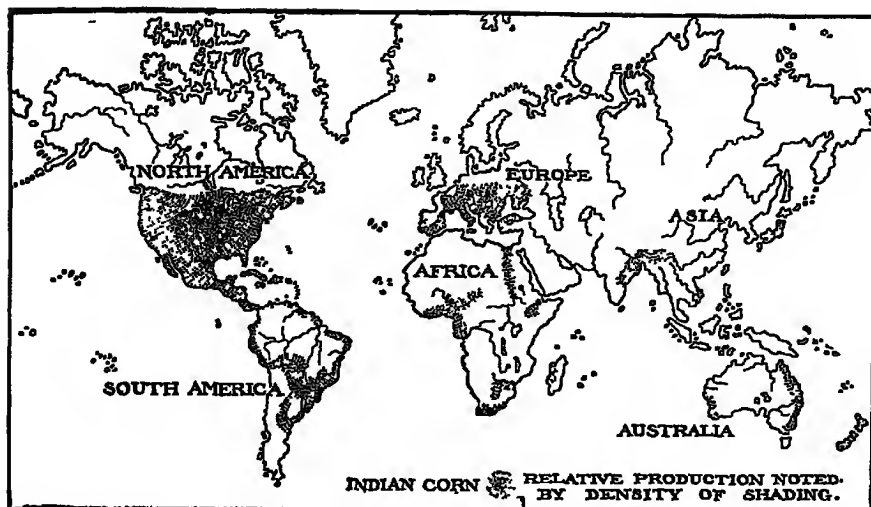 NORTH AMERICA
EUROPE
ASIA
AFRICA
SOUTH AMERICA
AUSTRALIA
INDIAN CORN RELATIVE PRODUCTION NOTED.
BY DENSITY OF SHADING.